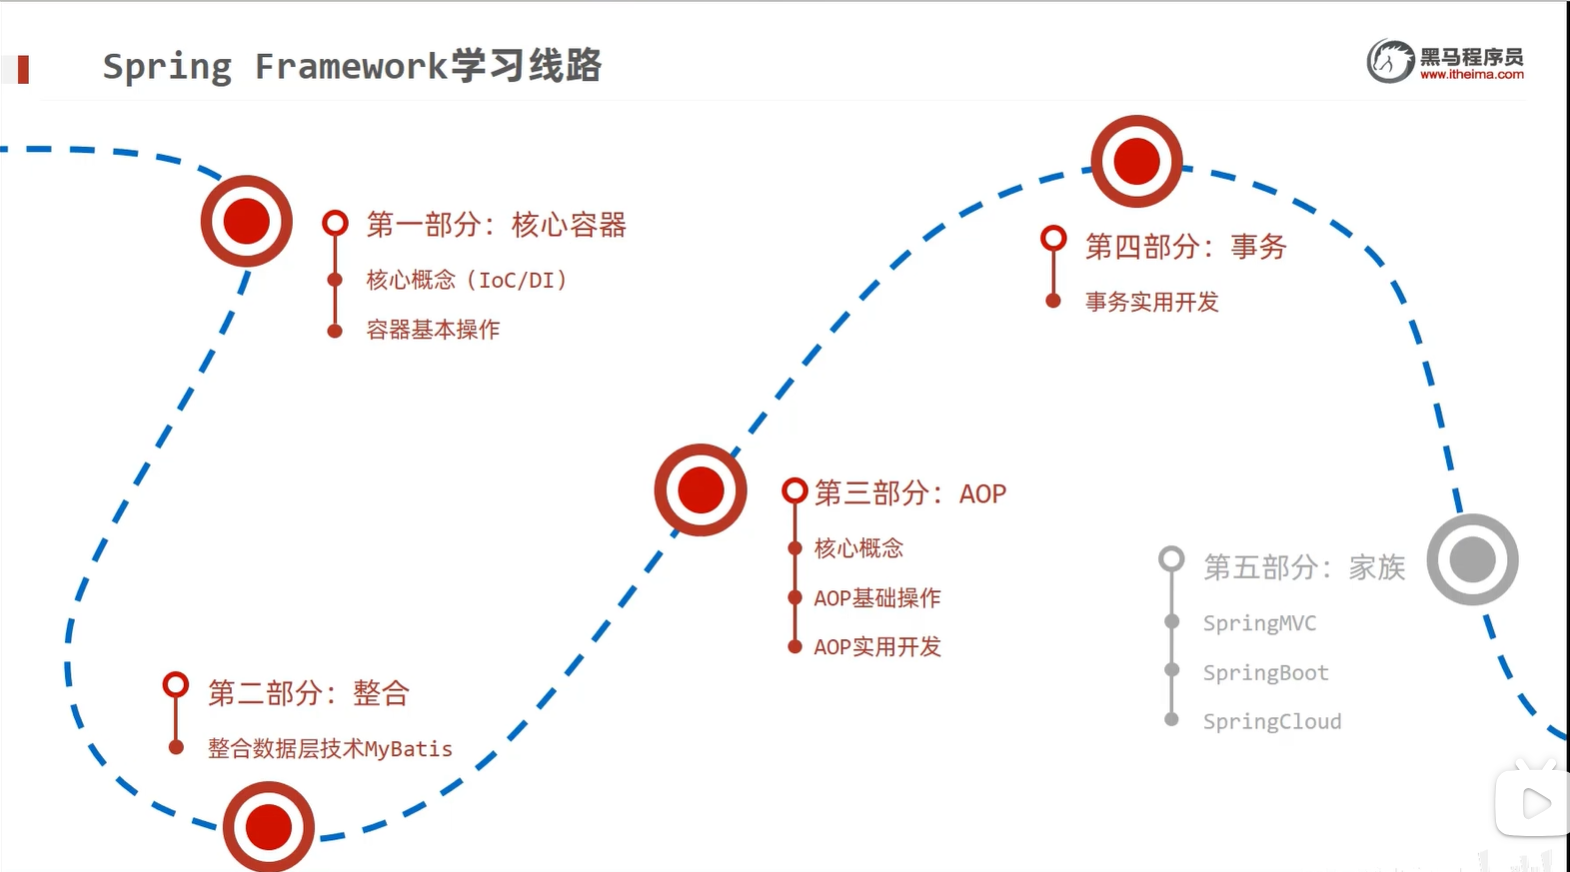 Spring Framework学习线路
黑马程序员
www.itheima.com
第一部分：核心容器
核心概念（IoC/DI）
容器基本操作
第二部分：整合
整合数据层技术MyBatis
第三部分：AOP
核心概念
AOP基础操作
AOP实用开发
第四部分：事务
事务实用开发
第五部分：家族
SpringMVC
SpringBoot
SpringCloud